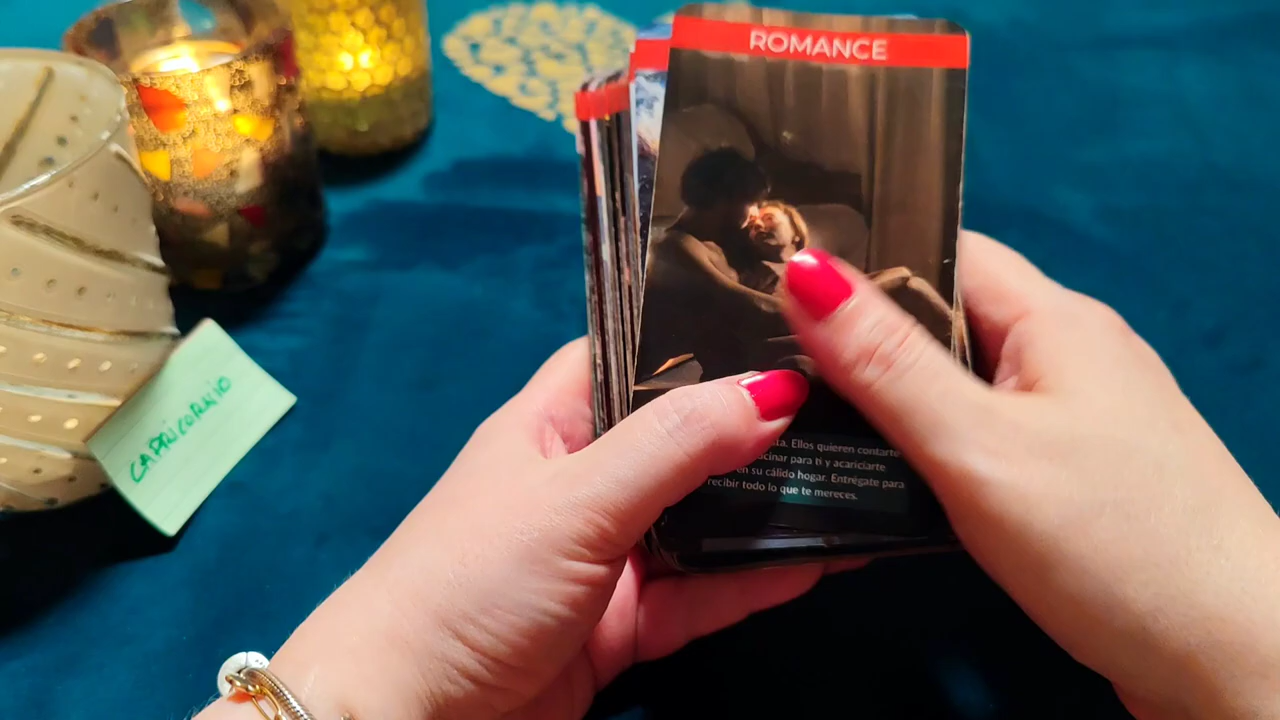 ROMANCE
CAPRICORNIO
Ellos quieren contarte
para ti y acariciarte
en su cálido hogar. Entrégate para
recibir todo lo que te mereces.